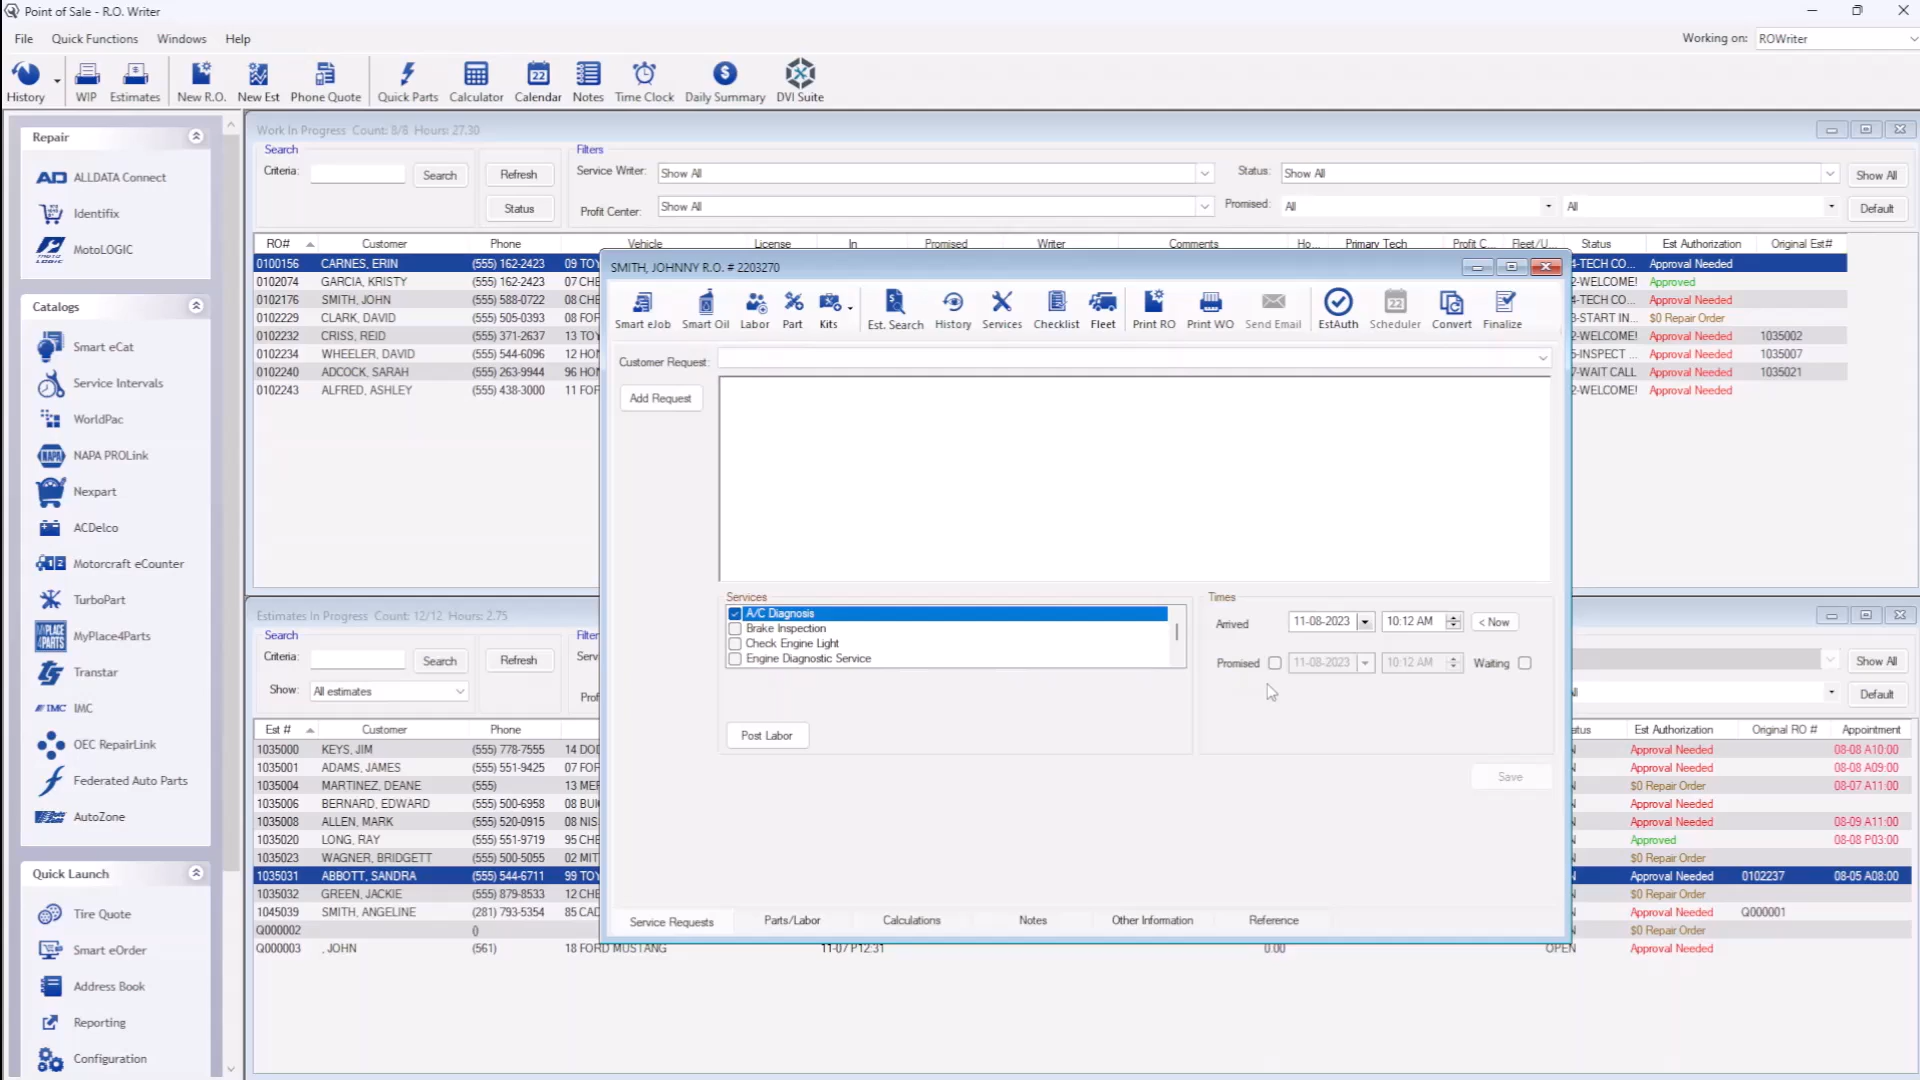 Point of Sale - R.O. Writer
File Quick Functions Windows Help Working on: ROWriter
History WIP Estimates New R.O. New Est Phone Quote Quick Parts Calculator Calendar Notes Time Clock Daily Summary DVI Suite
Repair
ALLDATA Connect
Identifix
MotoLOGIC
Catalogs
Smart eCat
Service Intervals
WorldPac
NAPA PROLink
Nexpart
ACDelco
Motorcraft eCounter
TurboPart
MyPlace4Parts
Transtar
IMC
OEC RepairLink
Federated Auto Parts
AutoZone
Quick Launch
Tire Quote
Smart eOrder
Address Book
Reporting
Configuration
Work In Progress Count: 8/8 Hours: 27.30
Search Filters
Criteria: Search Refresh Service Writer: Show All Status: Show All Show All
Status Profit Center: Show All Promised: All All Default
RO# Customer Phone Vehicle License In Promised Writer Comments Ho... Primary Tech Profit C... Fleet/U... Status Est Authorization Original Est#
0100156 CARNES, ERIN (555) 162-2423 09 TOY 4-TECH CO... Approval Needed
0102074 GARCIA, KRISTY (555) 162-2423 07 CHE 2-WELCOME! Approved
0102176 SMITH, JOHN (555) 588-0722 08 CHE 4-TECH CO... Approval Needed
0102229 CLARK, DAVID (555) 505-0393 08 FOR 3-START IN... $0 Repair Order
0102232 CRISS, REID (555) 371-2637 13 TOY 2-WELCOME! Approval Needed 1035002
0102234 WHEELER, DAVID (555) 544-6096 12 HON 5-INSPECT ... Approval Needed 1035007
0102240 ADCOCK, SARAH (555) 263-9944 96 HON 7-WAIT CALL Approval Needed 1035021
0102243 ALFRED, ASHLEY (555) 438-3000 11 FOR 2-WELCOME! Approval Needed
SMITH, JOHNNY R.O. # 2203270
Smart eJob Smart Oil Labor Part Kits Est. Search History Services Checklist Fleet Print RO Print WO Send Email EstAuth Scheduler Convert Finalize
Customer Request:
Add Request
Services
A/C Diagnosis
Brake Inspection
Check Engine Light
Engine Diagnostic Service
Post Labor
Times
Arrived 11-08-2023 10:12 AM < Now
Promised 11-08-2023 10:12 AM Waiting
Save
Service Requests Parts/Labor Calculations Notes Other Information Reference
Estimates In Progress Count: 12/12 Hours: 2.75
Search Filter
Criteria: Search Refresh Servi Show All
Show: All estimates Profi ll Default
Est # Customer Phone atus Est Authorization Original RO # Appointment
1035000 KEYS, JIM (555) 778-7555 14 DOD N Approval Needed 08-08 A10:00
1035001 ADAMS, JAMES (555) 551-9425 07 FOR N Approval Needed 08-08 A09:00
1035004 MARTINEZ, DEANE (555) 13 MER N $0 Repair Order 08-07 A11:00
1035006 BERNARD, EDWARD (555) 500-6958 08 BUI N Approval Needed
1035008 ALLEN, MARK (555) 520-0915 08 NIS N Approval Needed 08-09 A11:00
1035020 LONG, RAY (555) 551-9719 95 CHE N Approved 08-08 P03:00
1035023 WAGNER, BRIDGETT (555) 500-5055 02 MIT N $0 Repair Order
1035031 ABBOTT, SANDRA (555) 544-6711 99 TOY N Approval Needed 0102237 08-05 A08:00
1035032 GREEN, JACKIE (555) 879-8533 12 CHE N $0 Repair Order
1045039 SMITH, ANGELINE (281) 793-5354 85 CAD N Approval Needed Q000001
Q000002 () N $0 Repair Order
Q000003 , JOHN (561) 18 FORD MUSTANG 11-07 P12:31 0.00 OPEN Approval Needed